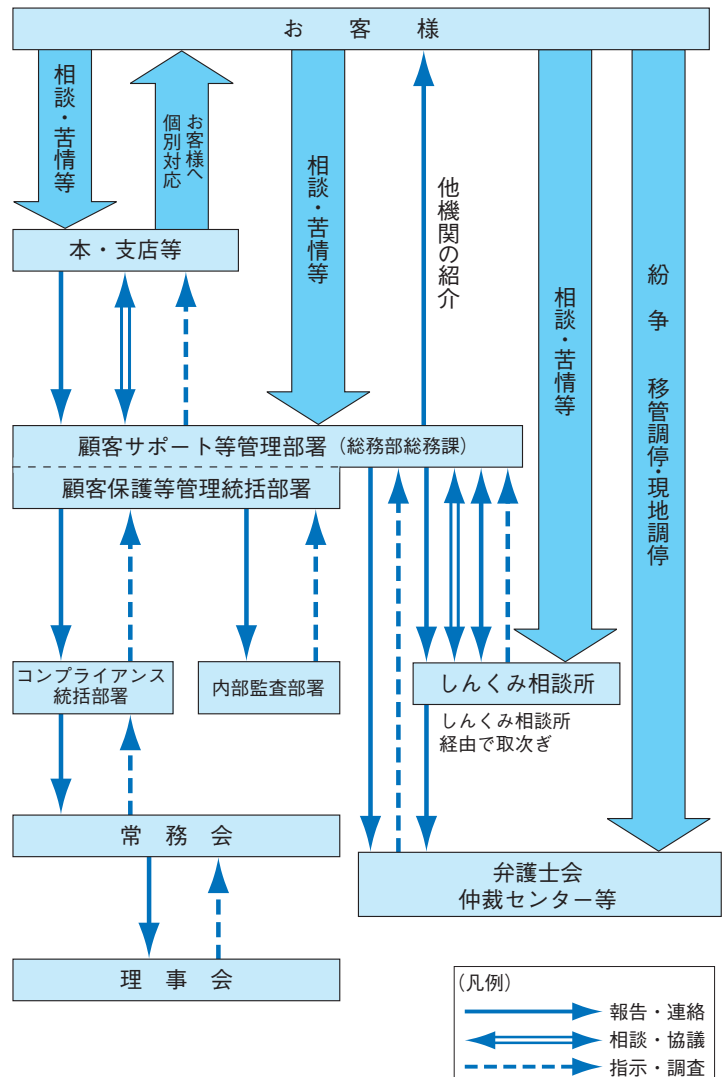 お客様
相談・苦情等
お客様へ
個別対応
相談・苦情等
他機関の紹介
相談・苦情等
紛争　移管調停・現地調停
本・支店等
顧客サポート等管理部署（総務部総務課）
顧客保護等管理統括部署
コンプライアンス
統括部署
内部監査部署
しんくみ相談所
しんくみ相談所
経由で取次ぎ
常務会
弁護士会
仲裁センター等
理事会
(凡例)
報告・連絡
相談・協議
指示・調査